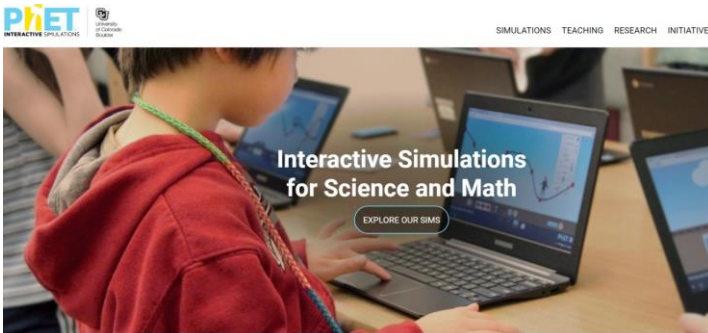 PhET
INTERACTIVE SIMULATIONS
University
of Colorado
Boulder
SIMULATIONS TEACHING RESEARCH INITIATIVE
Interactive Simulations
for Science and Math
EXPLORE OUR SIMS
PhET